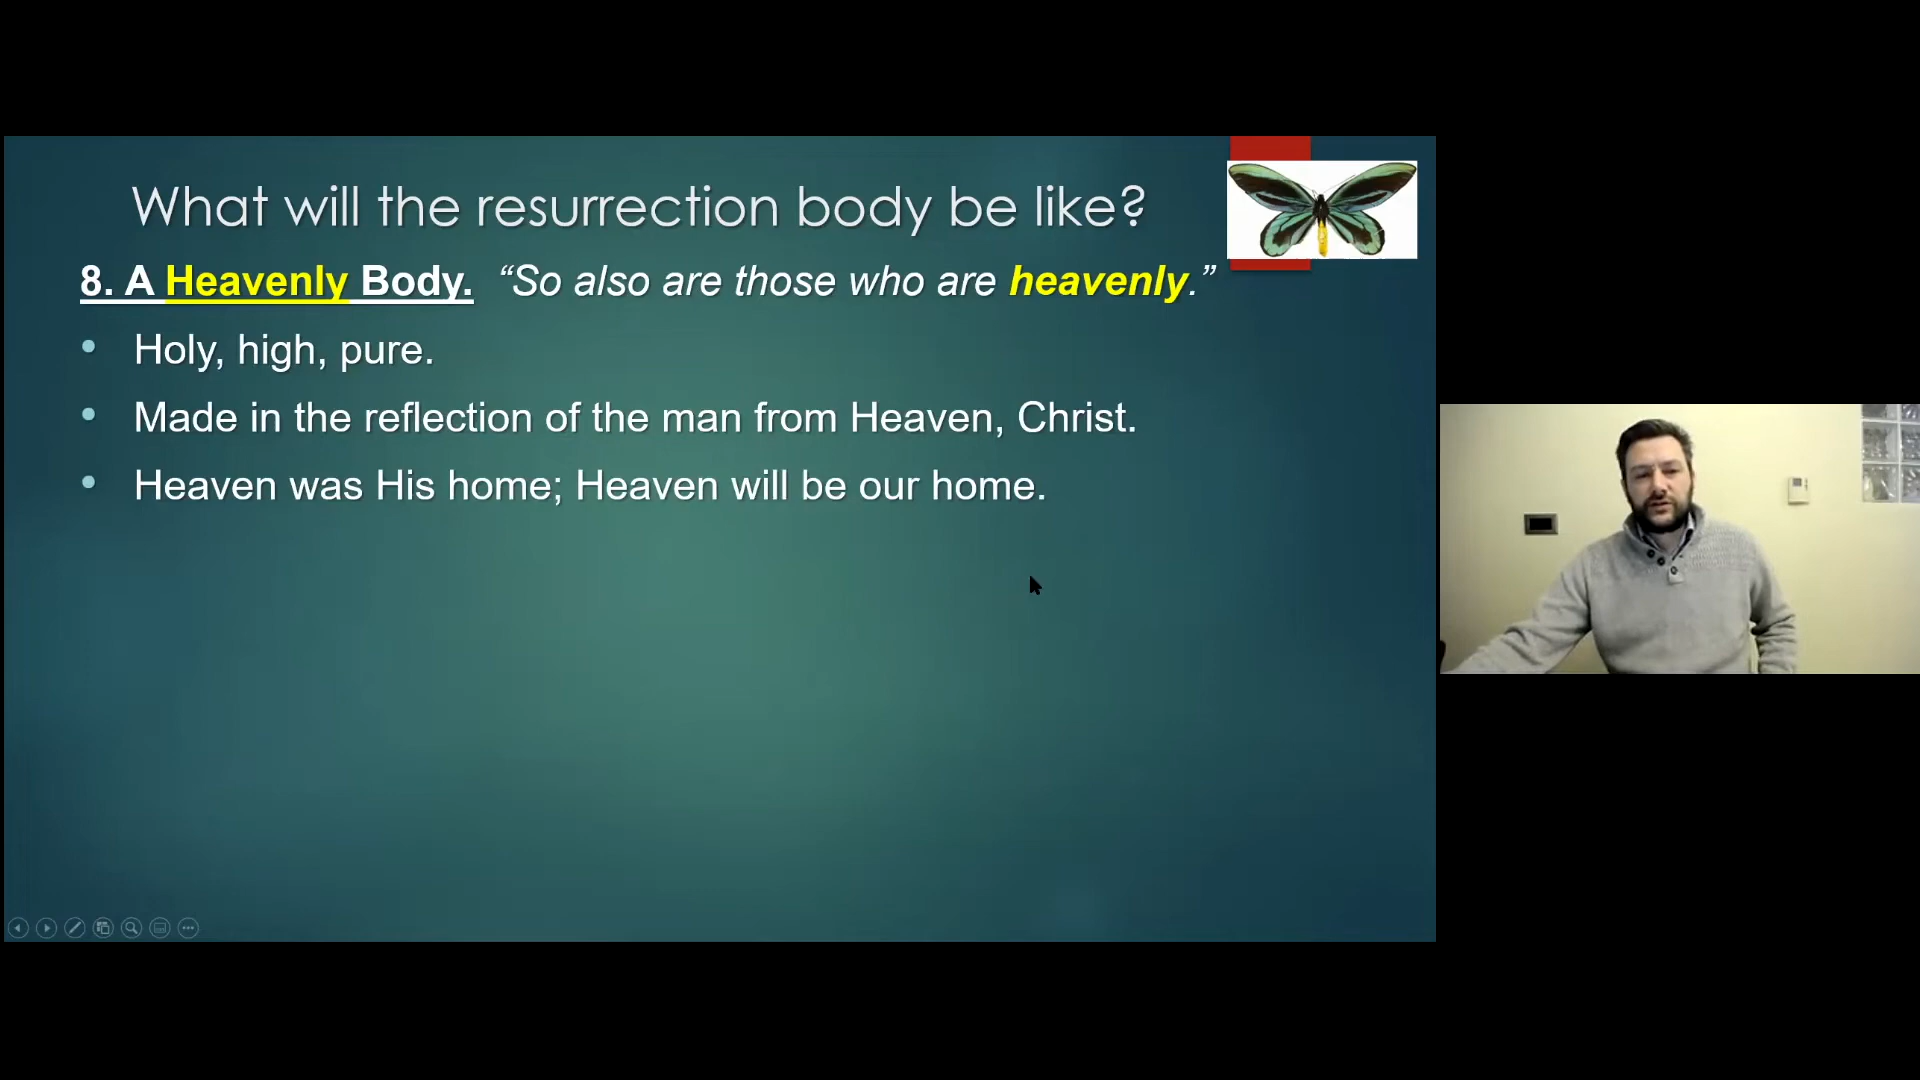 What will the resurrection body be like?
8. A Heavenly Body. “So also are those who are heavenly.”
• Holy, high, pure.
• Made in the reflection of the man from Heaven, Christ.
• Heaven was His home; Heaven will be our home.